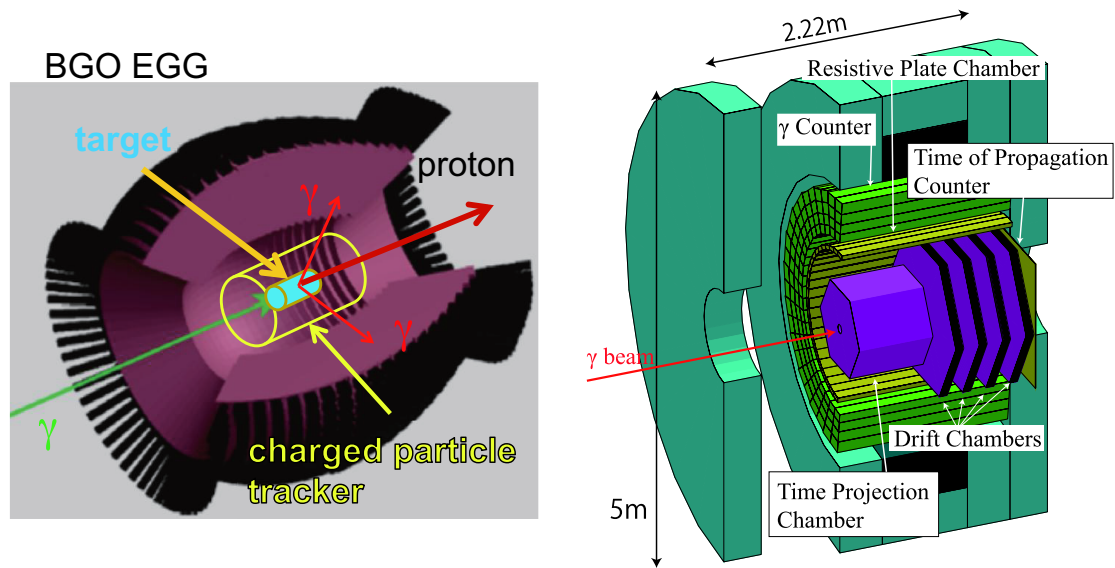 BGO EGG
target
proton
γ
γ
γ
charged particle
tracker
2.22m
Resistive Plate Chamber
γ Counter
Time of Propagation
Counter
γ beam
Drift Chambers
Time Projection
Chamber
5m